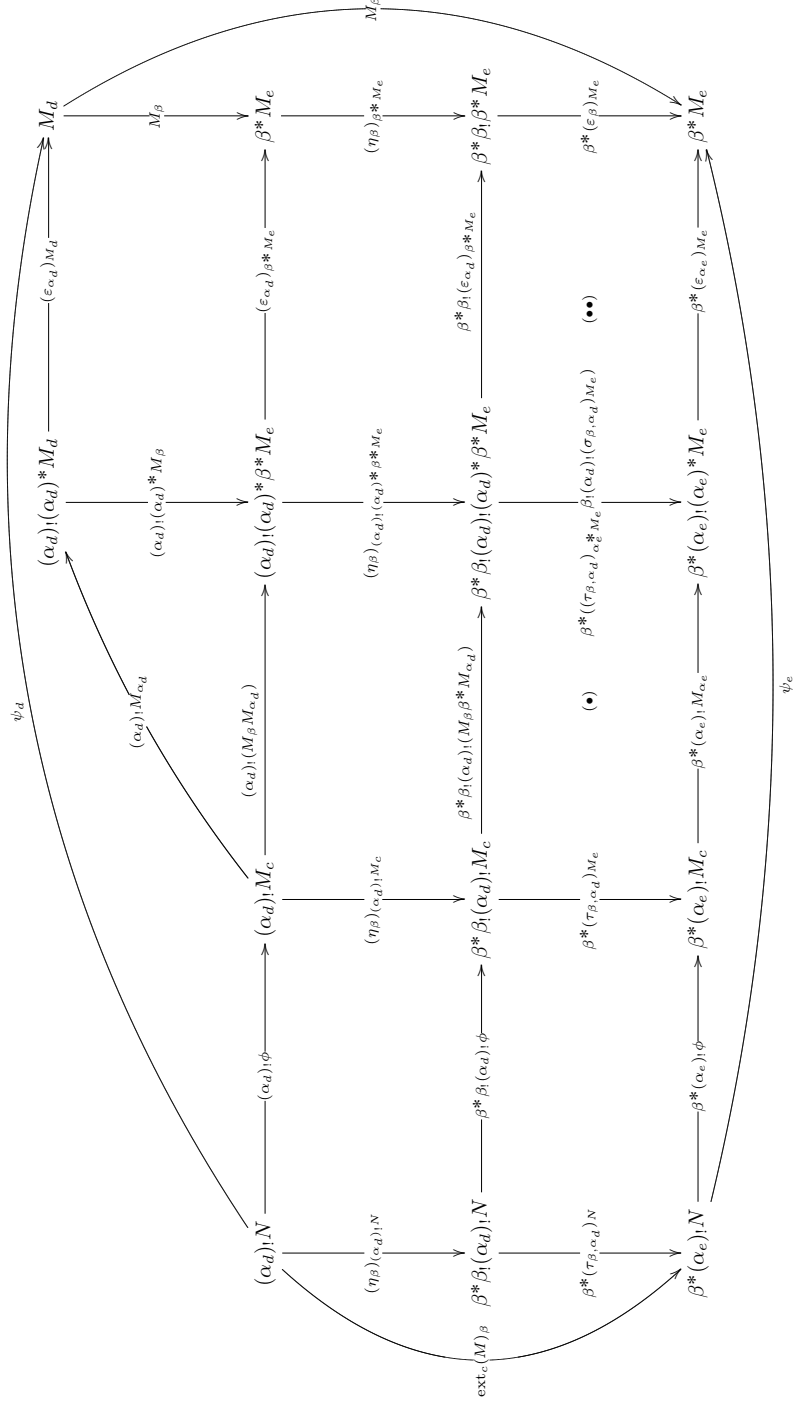 ψ_d
M_β
(α_d)_!(α_d)^*M_d
(ε_{α_d})_{M_d}
M_d
(α_d)_!M_{α_d}
(α_d)_!(α_d)^*M_β
M_β
(α_d)_!N
(α_d)_!ϕ
(α_d)_!M_c
(α_d)_!(M_βM_{α_d})
(α_d)_!(α_d)^*β^*M_e
(ε_{α_d})_{β^*M_e}
β^*M_e
(η_β)_{(α_d)_!N}
(η_β)_{(α_d)_!M_c}
(η_β)_{(α_d)_!(α_d)^*β^*M_e}
(η_β)_{β^*M_e}
ext_c(M)_β
β^*β_!(α_d)_!N
β^*β_!(α_d)_!ϕ
β^*β_!(α_d)_!M_c
β^*β_!(α_d)_!(M_ββ^*M_{α_d})
β^*β_!(α_d)_!(α_d)^*β^*M_e
β^*β_!(ε_{α_d})_{β^*M_e}
β^*β_!β^*M_e
β^*(τ_{β,α_d})_N
β^*(τ_{β,α_d})_{M_e}
(•)
β^*((τ_{β,α_d})_{α_e^*M_e}β_!(α_d)_!(σ_{β,α_d})_{M_e})
(••)
β^*(ε_β)_{M_e}
β^*(α_e)_!N
β^*(α_e)_!ϕ
β^*(α_e)_!M_c
β^*(α_e)_!M_{α_e}
β^*(α_e)_!(α_e)^*M_e
β^*(ε_{α_e})_{M_e}
β^*M_e
ψ_e